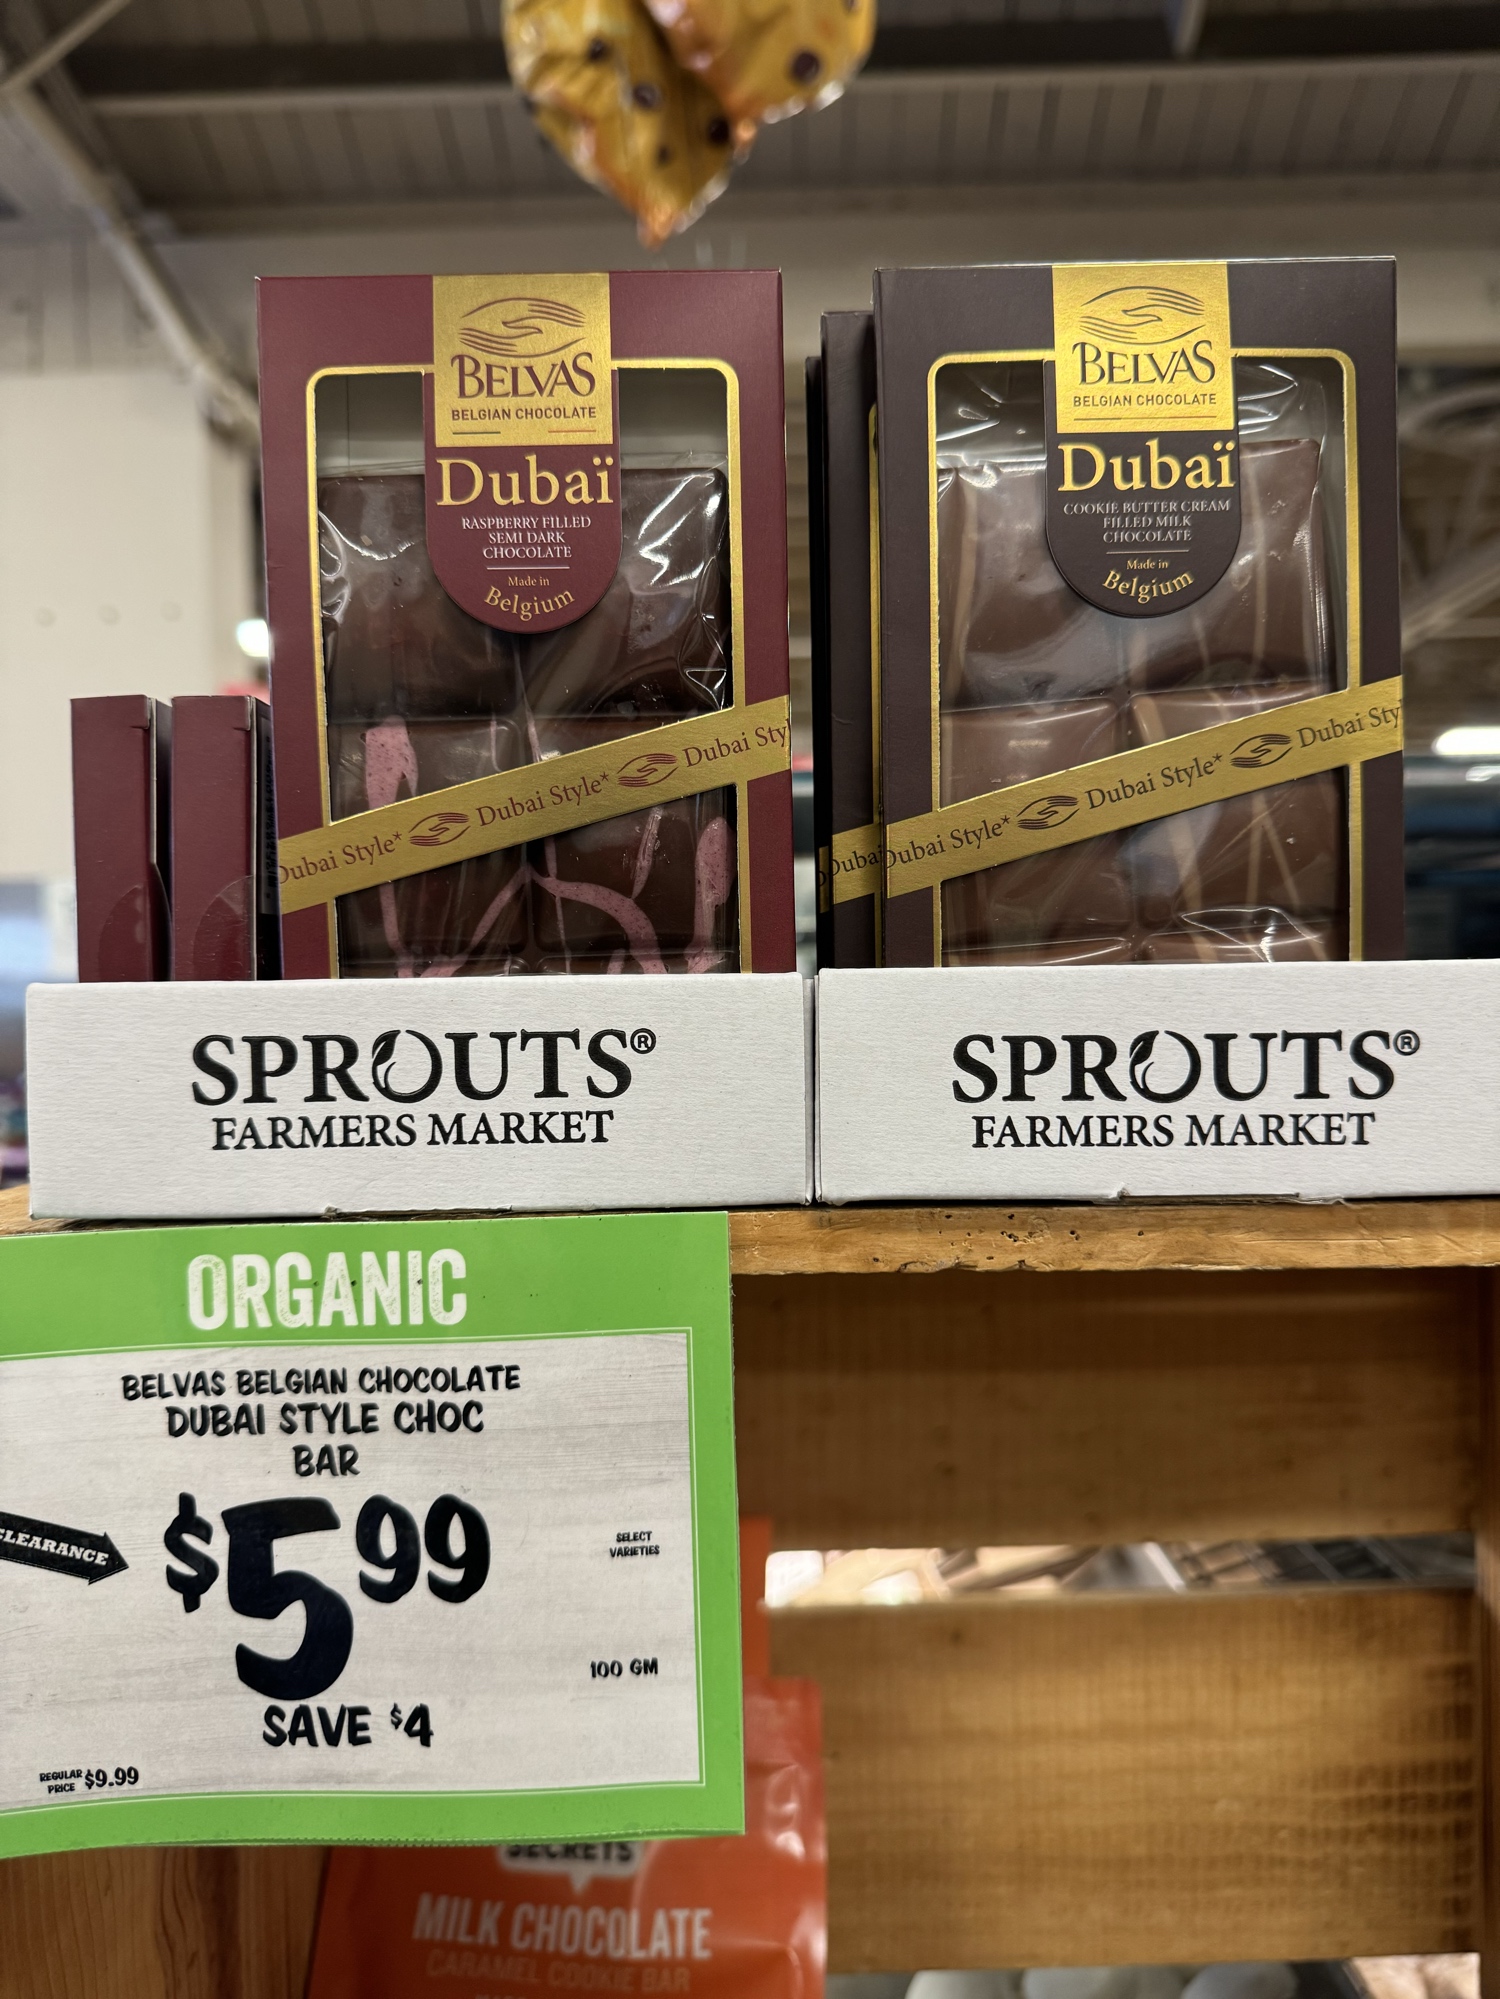 BELVAS
BELGIAN CHOCOLATE
Dubaï
RASPBERRY FILLED
SEMI DARK
CHOCOLATE
Made in
Belgium
Dubai Style* Dubai Style* Dubai Sty
BELVAS
BELGIAN CHOCOLATE
Dubaï
COOKIE BUTTER CREAM
FILLED MILK
CHOCOLATE
Made in
Belgium
Dubai
Dubai Style* Dubai Style* Dubai Sty
SPROUTS®
FARMERS MARKET
SPROUTS®
FARMERS MARKET
ORGANIC
BELVAS BELGIAN CHOCOLATE
DUBAI STYLE CHOC
BAR
CLEARANCE
$5.99
SELECT
VARIETIES
100 GM
SAVE $4
REGULAR
PRICE $9.99
SECRETS
MILK CHOCOLATE
CARAMEL COOKIE BAR